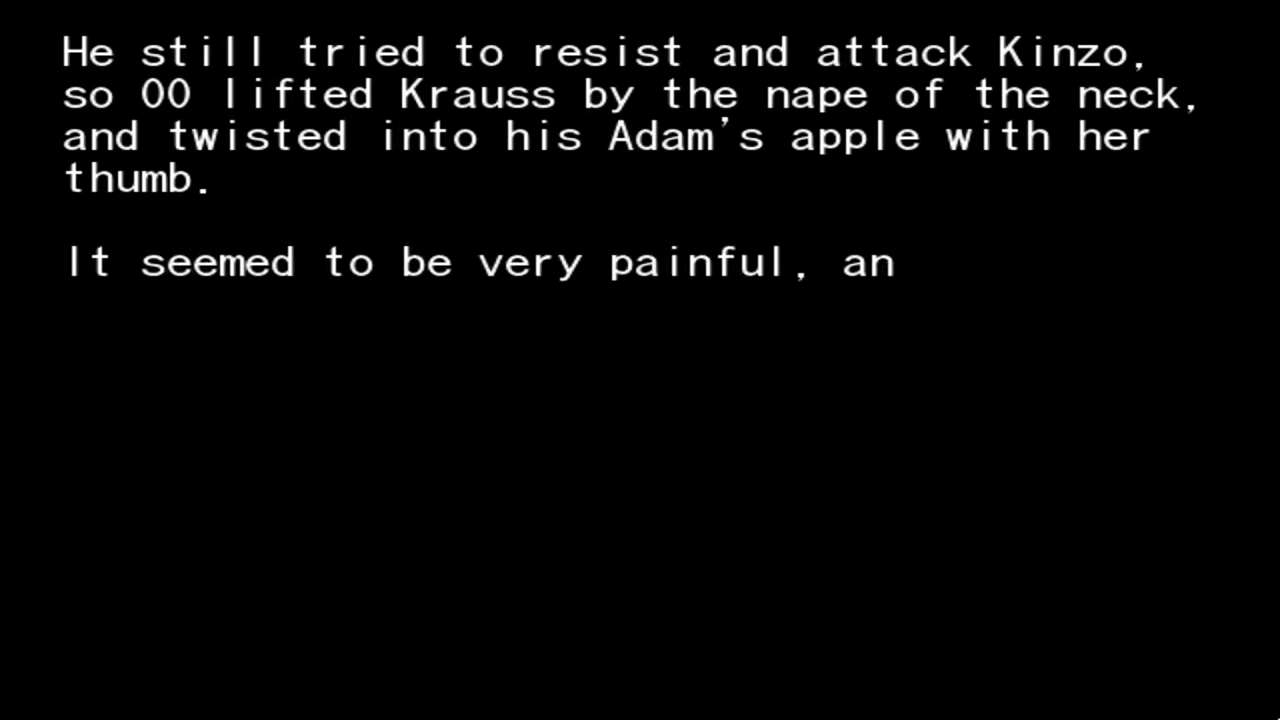 He still tried to resist and attack Kinzo,
so 00 lifted Krauss by the nape of the neck,
and twisted into his Adam's apple with her
thumb.
It seemed to be very painful, an